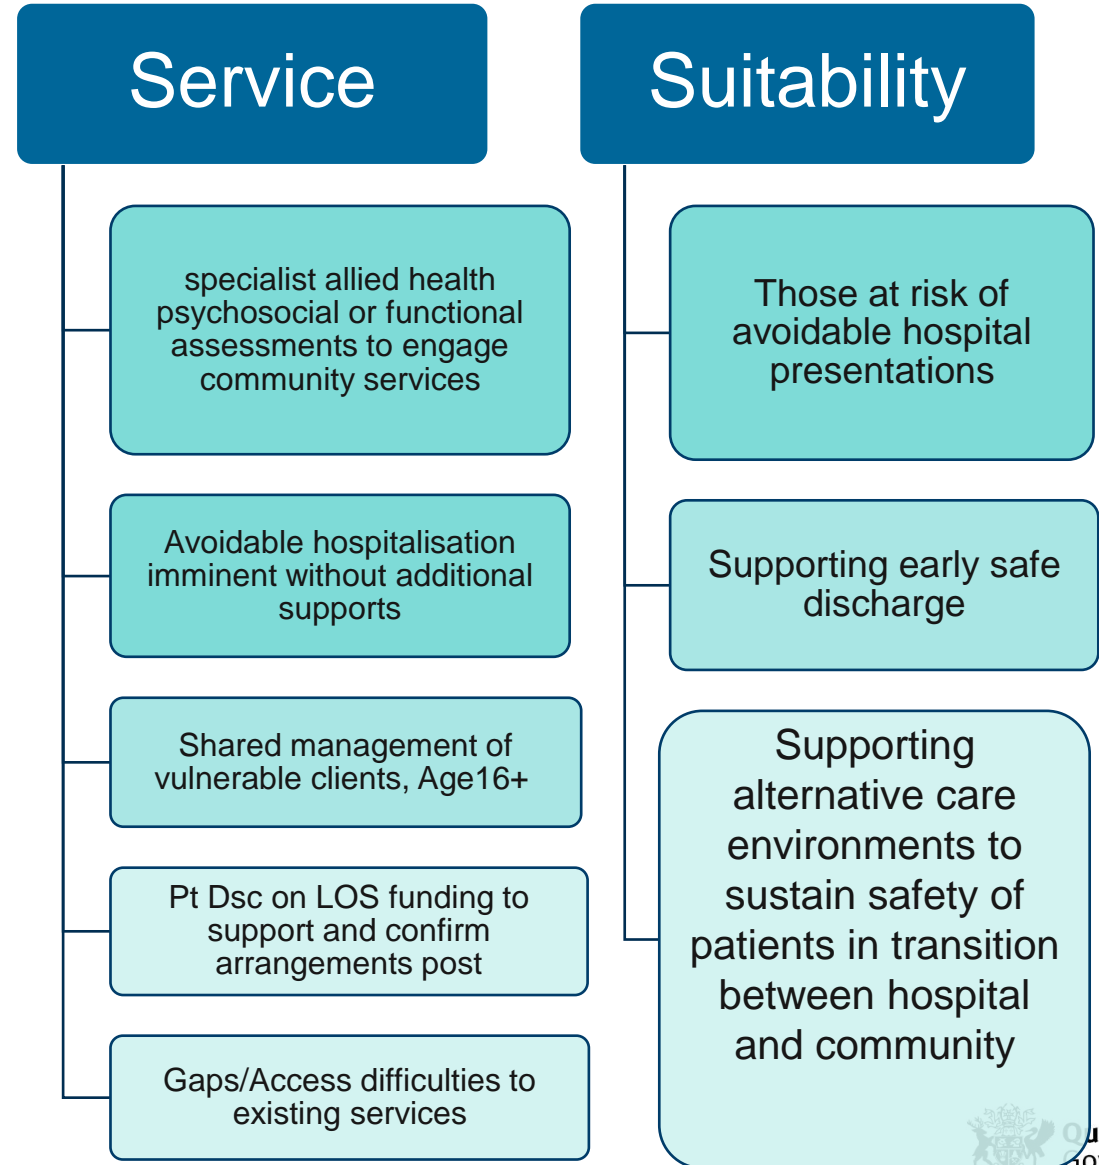 Service
specialist allied health
psychosocial or functional
assessments to engage
community services
Avoidable hospitalisation
imminent without additional
supports
Shared management of
vulnerable clients, Age16+
Pt Dsc on LOS funding to
support and confirm
arrangements post
Gaps/Access difficulties to
existing services
Suitability
Those at risk of
avoidable hospital
presentations
Supporting early safe
discharge
Supporting
alternative care
environments to
sustain safety of
patients in transition
between hospital
and community